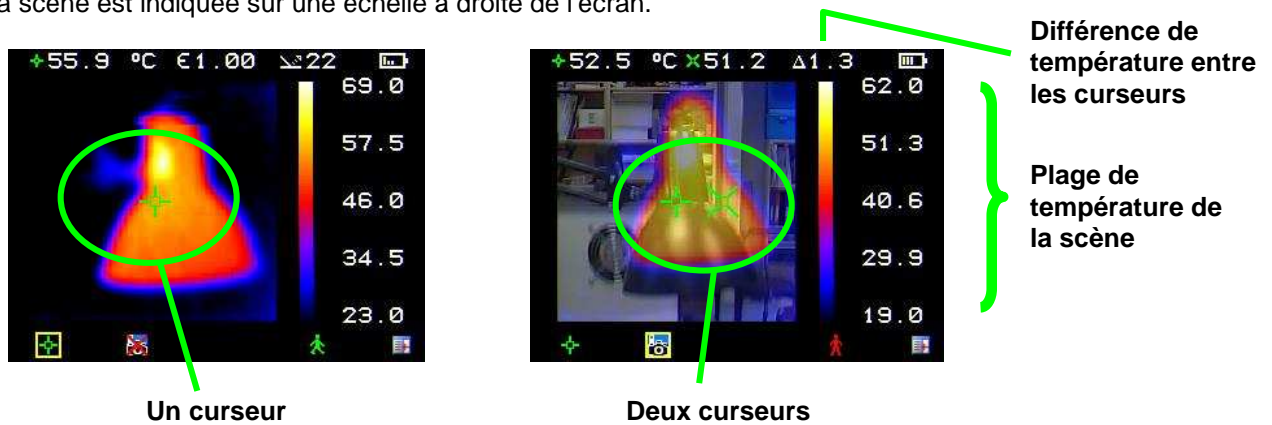 la scène est indiquée sur une échelle à droite de l'écran.
55.9 °C €1.00 22
69.0
57.5
46.0
34.5
23.0
Un curseur
52.5 °C 51.2 Δ1.3
62.0
51.3
40.6
29.9
19.0
Deux curseurs
Différence de
température entre
les curseurs
Plage de
température de
la scène